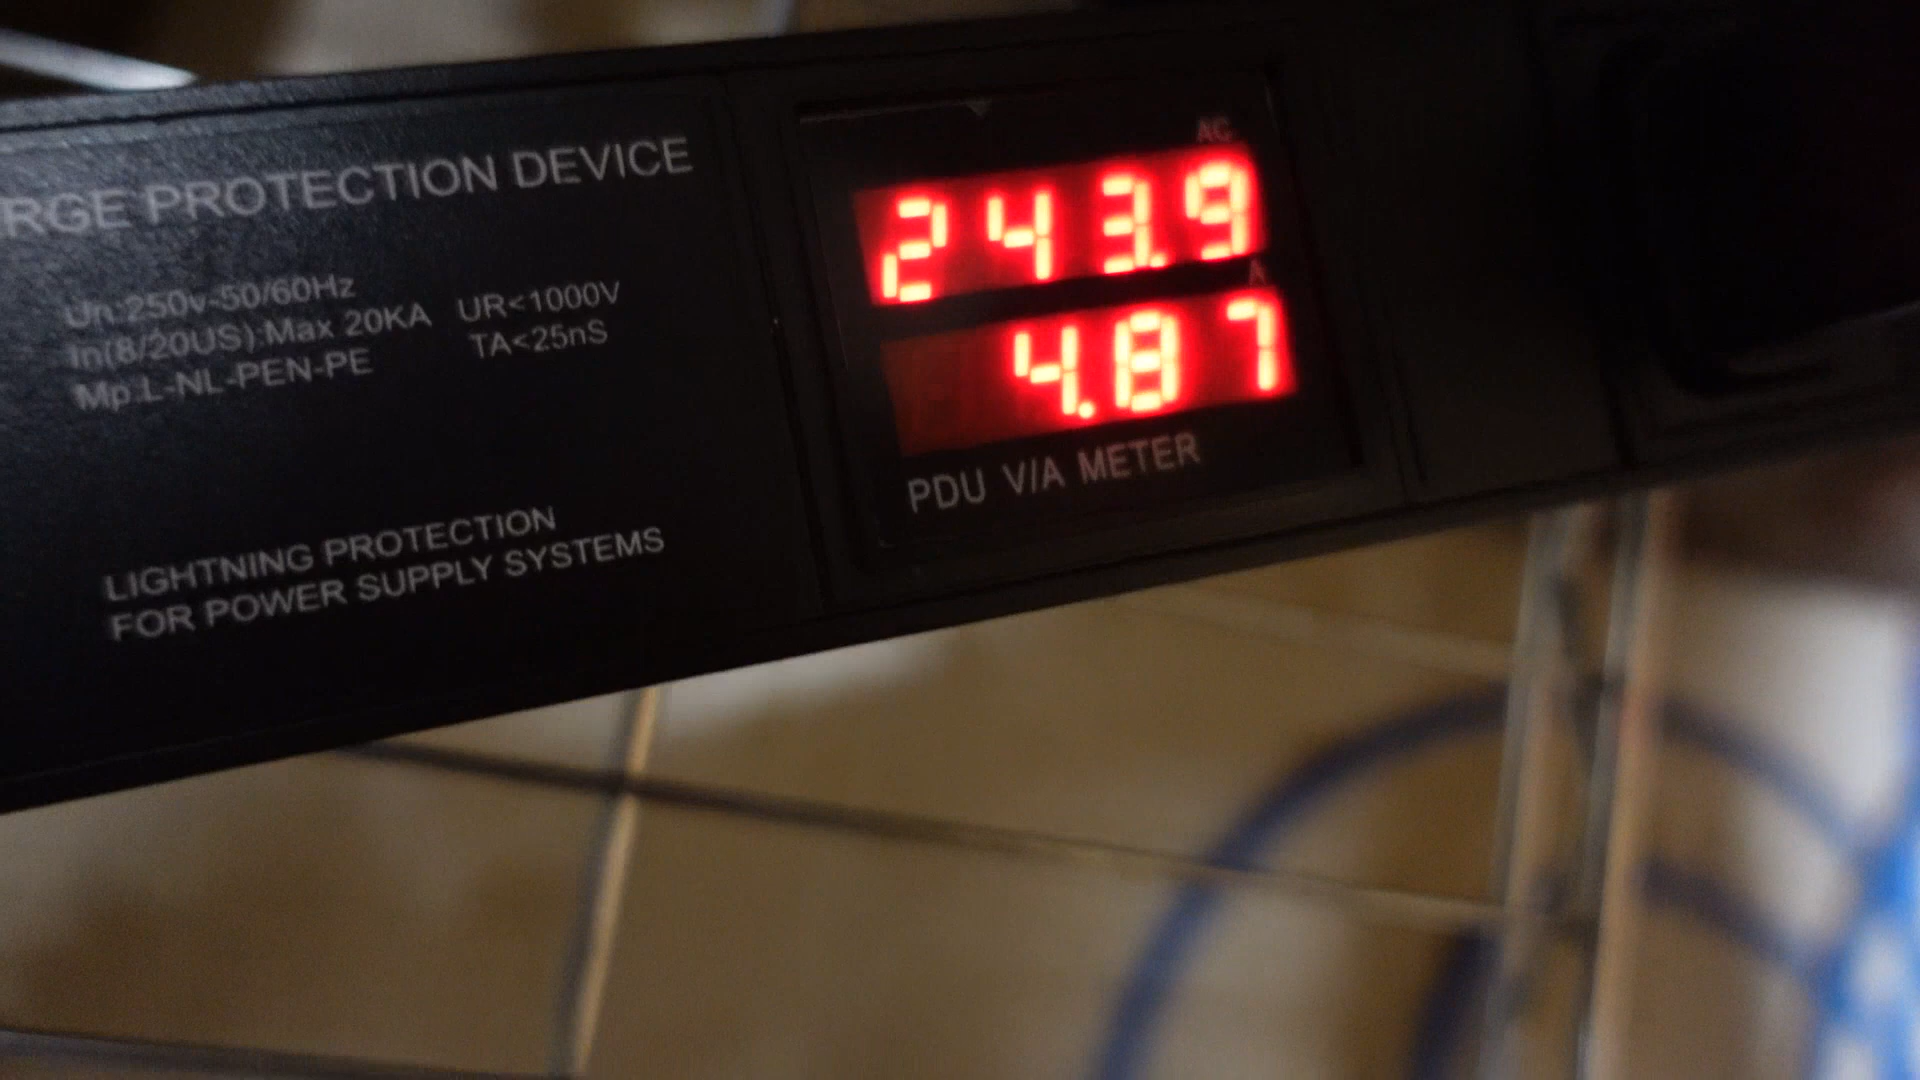 RGE PROTECTION DEVICE
Un:250v~50/60Hz
In(8/20US):Max 20KA UR<1000V
Mp:L-NL-PEN-PE TA<25nS
LIGHTNING PROTECTION
FOR POWER SUPPLY SYSTEMS
AC
243.9
A
4.87
PDU V/A METER